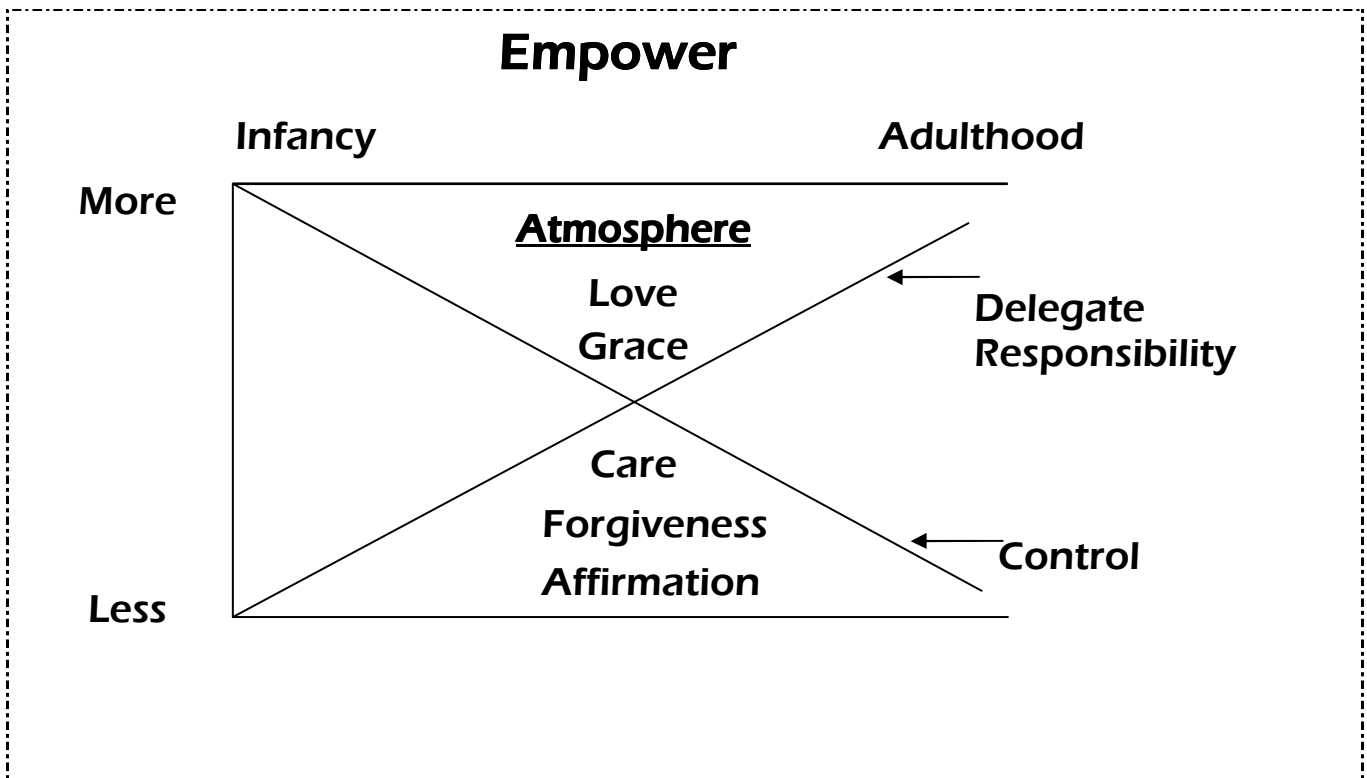 Empower
Infancy
Adulthood
More
Atmosphere
Love
Grace
Delegate
Responsibility
Care
Forgiveness
Affirmation
Control
Less